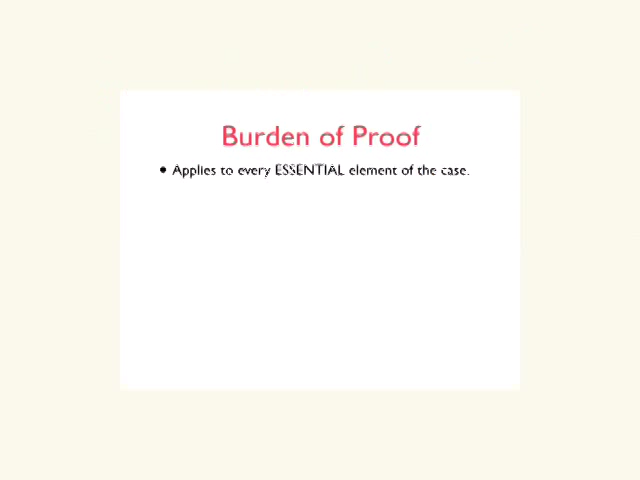 Burden of Proof
• Applies to every ESSENTIAL element of the case.